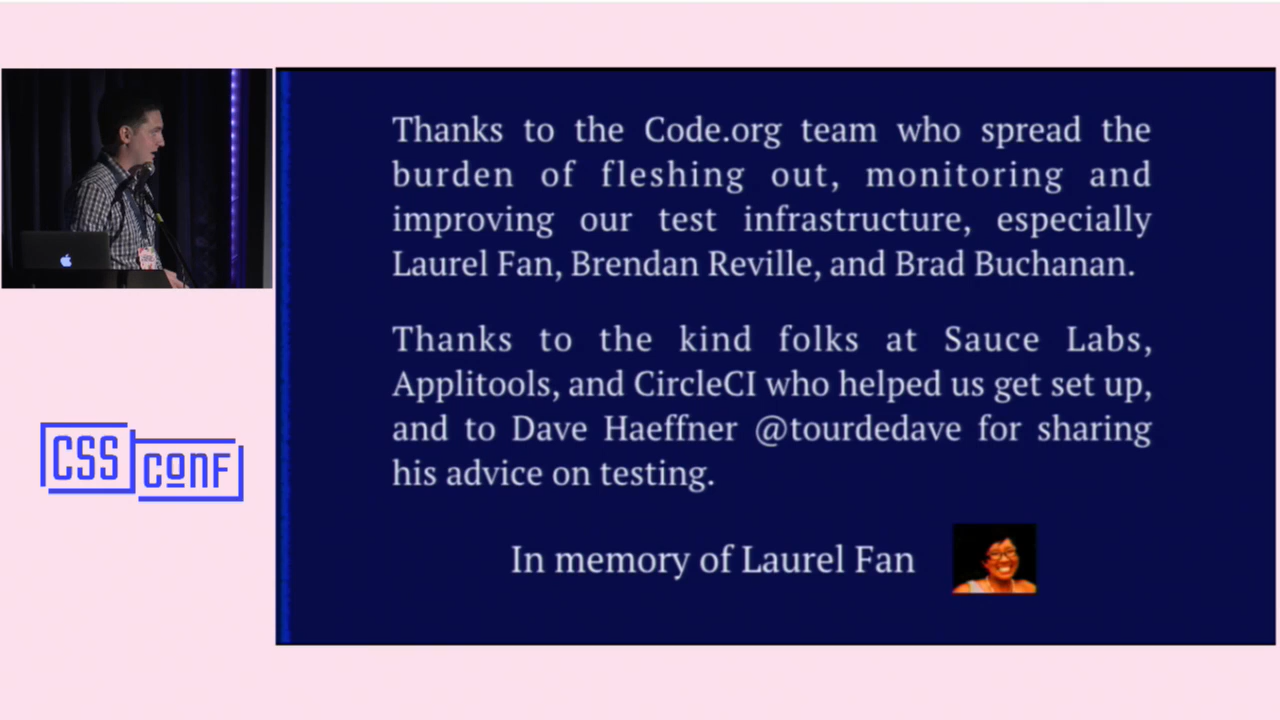 Thanks to the Code.org team who spread the
burden of fleshing out, monitoring and
improving our test infrastructure, especially
Laurel Fan, Brendan Reville, and Brad Buchanan.
Thanks to the kind folks at Sauce Labs,
Applitools, and CircleCI who helped us get set up,
and to Dave Haeffner @tourdedave for sharing
his advice on testing.
In memory of Laurel Fan
CSS
CONF